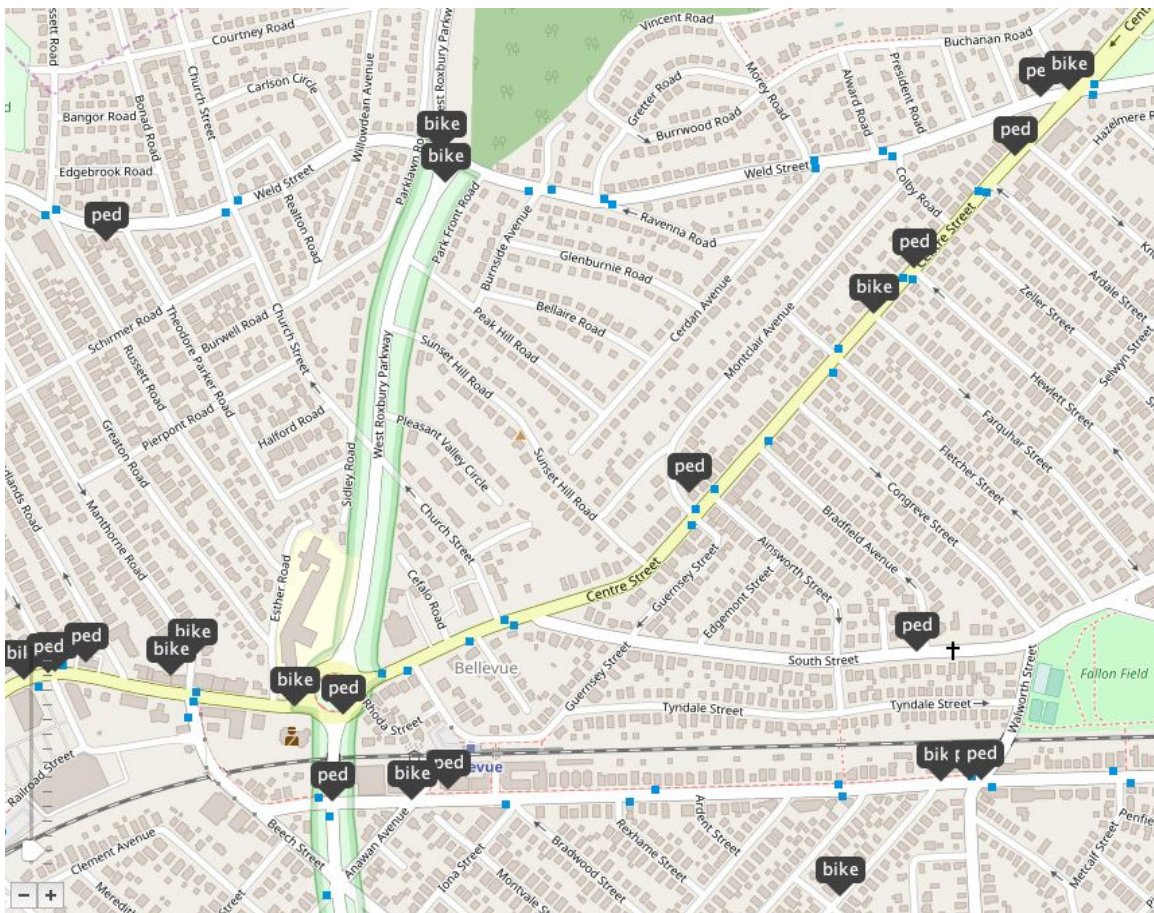 Courtney Road
Vincent Road
West Roxbury Parkway
Buchanan Road
Church Street
Carlson Circle
Willowdean Avenue
Gretter Road
Morey Road
Alward Road
President Road
bike
Bangor Road
Bonad Road
bike
Burrwood Road
ped
Edgebrook Road
bike
Weld Street
Parklawn Road
Weld Street
Colby Road
ped
Realton Road
Park Front Road
Burnside Avenue
Ravenna Road
ped
Centre Street
Glenburnie Road
bike
Zeller Street
Ardale Street
Schirmer Road
Theodore Parker Road
Burwell Road
Church Street
Bellaire Road
Cerdan Avenue
Peak Hill Road
Montclair Avenue
Selwyn Street
Russett Road
Sunset Hill Road
West Roxbury Parkway
Hewlett Street
Pierpont Road
Halford Road
Pleasant Valley Circle
Farquhar Street
Greaton Road
Sidley Road
Sunset Hill Road
ped
Fletcher Street
Congreve Street
Manthorne Road
Church Street
Ainsworth Street
Bradfield Avenue
Esther Road
Cefalo Road
Centre Street
Guernsey Street
Edgemont Street
bike
ped
ped
bike
ped
Bellevue
South Street
Fallon Field
bike
ped
Guernsey Street
Tyndale Street
Tyndale Street
Walworth Street
Rhoda Street
Railroad Street
ped
bike
ped
ped
Beech Street
Anawan Avenue
Ardent Street
Clement Avenue
Rexhame Street
Iona Street
Bradwood Street
bike
Metcalf Street